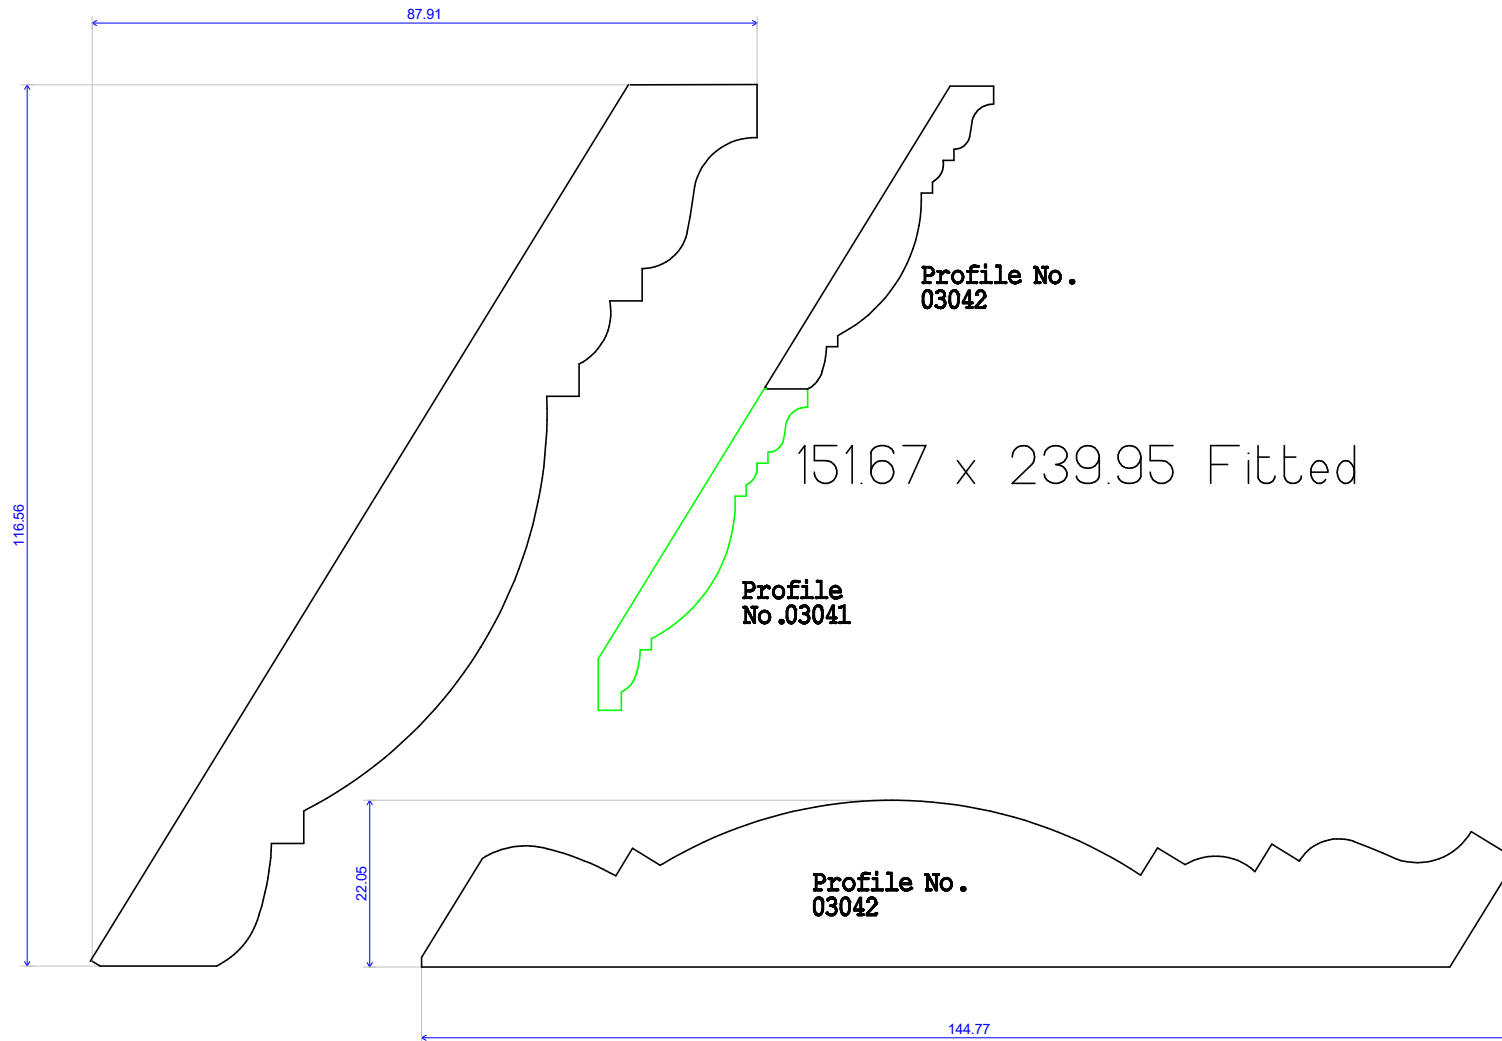 87.91
116.56
Profile No.
03042
151.67 x 239.95 Fitted
Profile
No.03041
22.05
Profile No.
03042
144.77